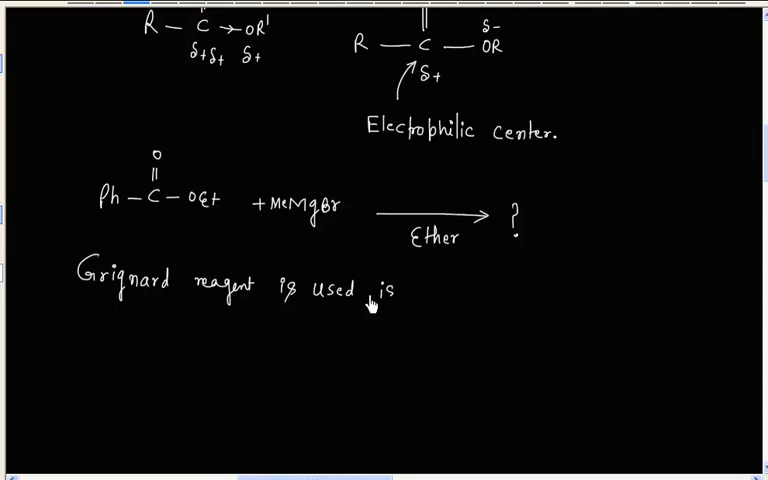 R — C → OR'
δ+δ+ δ+
δ-
R — C — OR
δ+
Electrophilic center.
O
||
Ph — C — OEt + MeMgBr → ?
Ether
Grignard reagent is used is